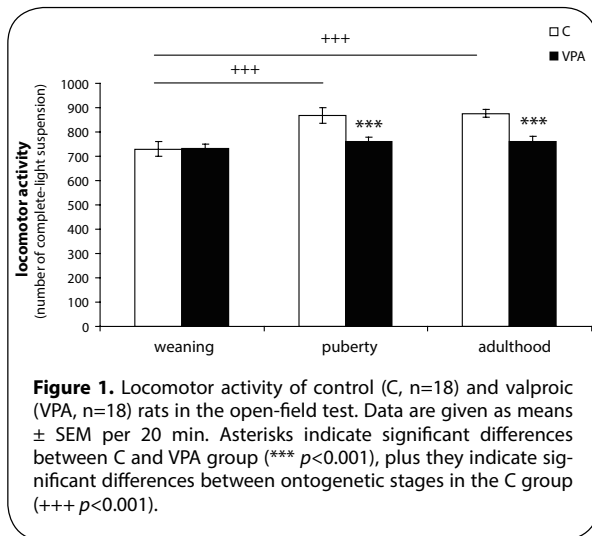 C
VPA
+++
+++
1000
900
800
700
600
500
400
300
200
100
0
locomotor activity
(number of complete-light suspension)
***
***
weaning
puberty
adulthood
Figure 1. Locomotor activity of control (C, n=18) and valproic
(VPA, n=18) rats in the open-field test. Data are given as means
± SEM per 20 min. Asterisks indicate significant differences
between C and VPA group (*** p<0.001), plus they indicate sig-
nificant differences between ontogenetic stages in the C group
(+++ p<0.001).